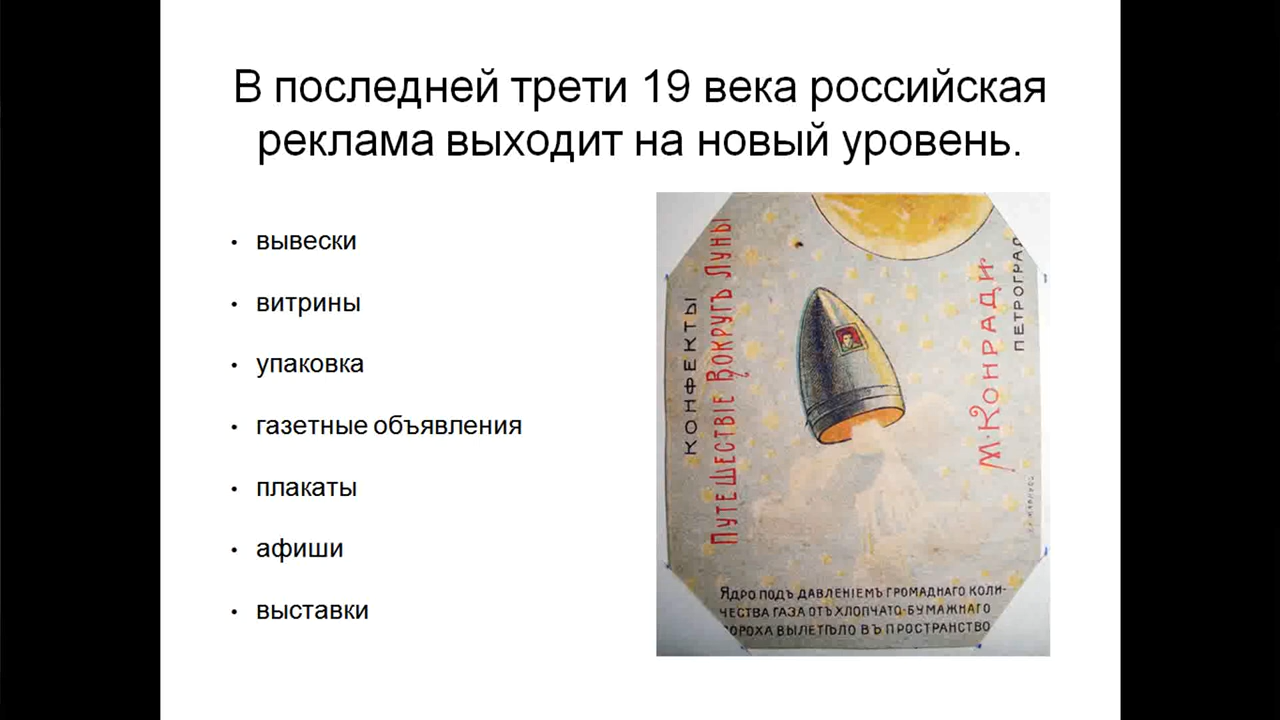 В последней трети 19 века российская
реклама выходит на новый уровень.
• вывески
• витрины
• упаковка
• газетные объявления
• плакаты
• афиши
• выставки
КОНФЕКТЫ
ПУТЕШЕСТВІЕ ВОКРУГЪ ЛУНЫ
М. КОНРАДИ
ПЕТРОГРАД
ЯДРО ПОДЪ ДАВЛЕНІЕМЪ ГРОМАДНАГО КОЛИ-
ЧЕСТВА ГАЗА ОТЪ ХЛОПЧАТО-БУМАЖНАГО
ОРОХА ВЫЛЕТѢЛО ВЪ ПРОСТРАНСТВО